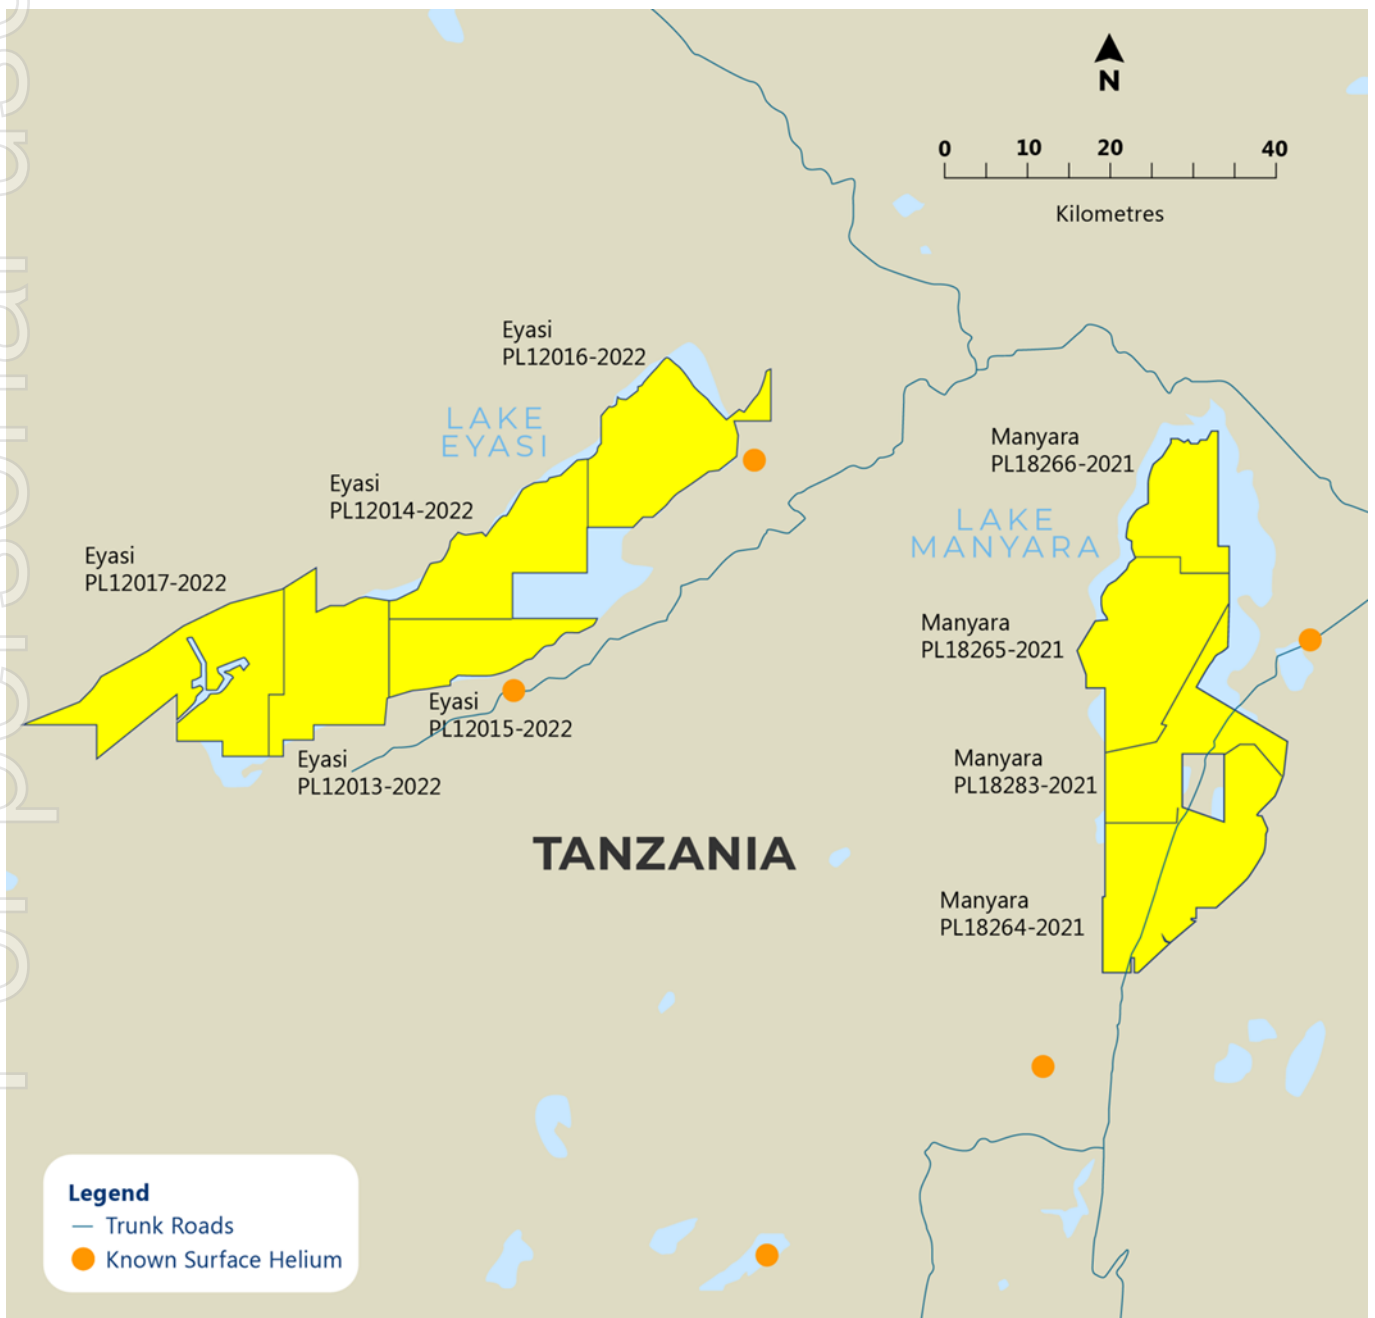 N
0 10 20 40
Kilometres
Eyasi
PL12016-2022
LAKE
EYASI
Manyara
PL18266-2021
Eyasi
PL12014-2022
LAKE
MANYARA
Eyasi
PL12017-2022
Manyara
PL18265-2021
Eyasi
PL12015-2022
Eyasi
PL12013-2022
Manyara
PL18283-2021
TANZANIA
Manyara
PL18264-2021
Legend
Trunk Roads
Known Surface Helium